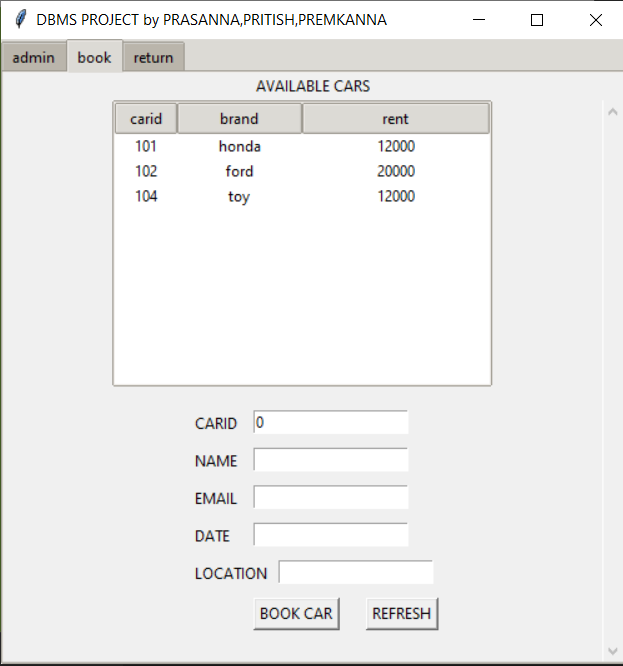 DBMS PROJECT by PRASANNA,PRITISH,PREMKANNA
admin book return
AVAILABLE CARS
carid brand rent
101 honda 12000
102 ford 20000
104 toy 12000
CARID 0
NAME
EMAIL
DATE
LOCATION
BOOK CAR REFRESH